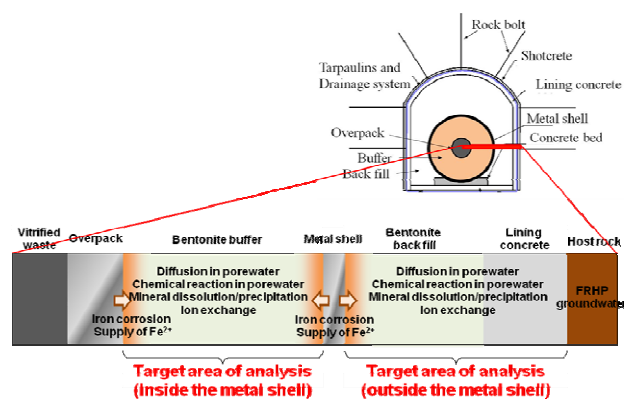 Rock bolt
Shotcrete
Tarpaulins and
Drainage system
Lining concrete
Metal shell
Overpack
Concrete bed
Buffer
Back fill
Vitrified
waste
Overpack
Bentonite buffer
Metal shell
Bentonite
backfill
Lining
concrete
Host rock
Diffusion in porewater
Chemical reaction in porewater
Mineral dissolution/precipitation
Ion exchange
Iron corrosion
Supply of Fe²⁺
Iron corrosion
Supply of Fe²⁺
Diffusion in porewater
Chemical reaction in porewater
Mineral dissolution/precipitation
Ion exchange
FRHP
groundwater
Target area of analysis
(inside the metal shell)
Target area of analysis
(outside the metal shell)